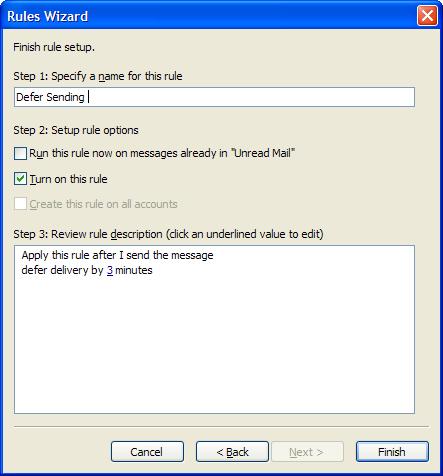 Rules Wizard
Finish rule setup.
Step 1: Specify a name for this rule
Defer Sending
Step 2: Setup rule options
Run this rule now on messages already in "Unread Mail"
Turn on this rule
Create this rule on all accounts
Step 3: Review rule description (click an underlined value to edit)
Apply this rule after I send the message
defer delivery by 3 minutes
Cancel
< Back
Next >
Finish